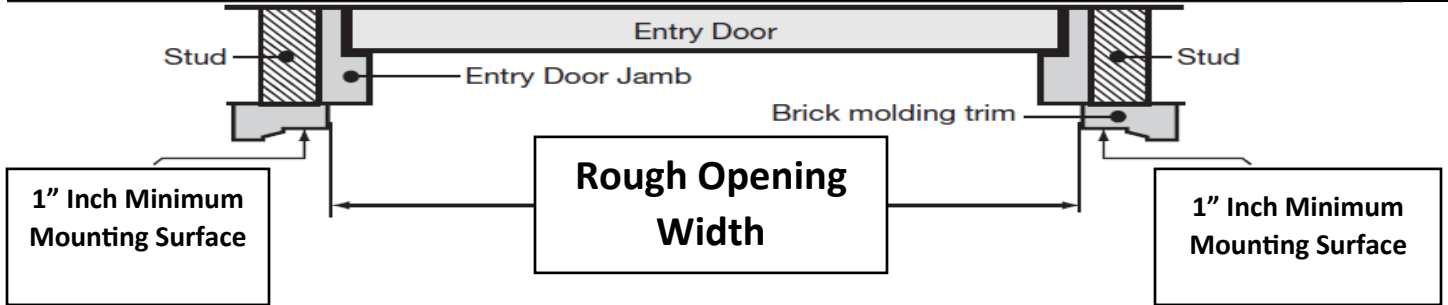 Entry Door
Stud
Stud
Entry Door Jamb
Brick molding trim
Rough Opening
Width
1” Inch Minimum
Mounting Surface
1” Inch Minimum
Mounting Surface